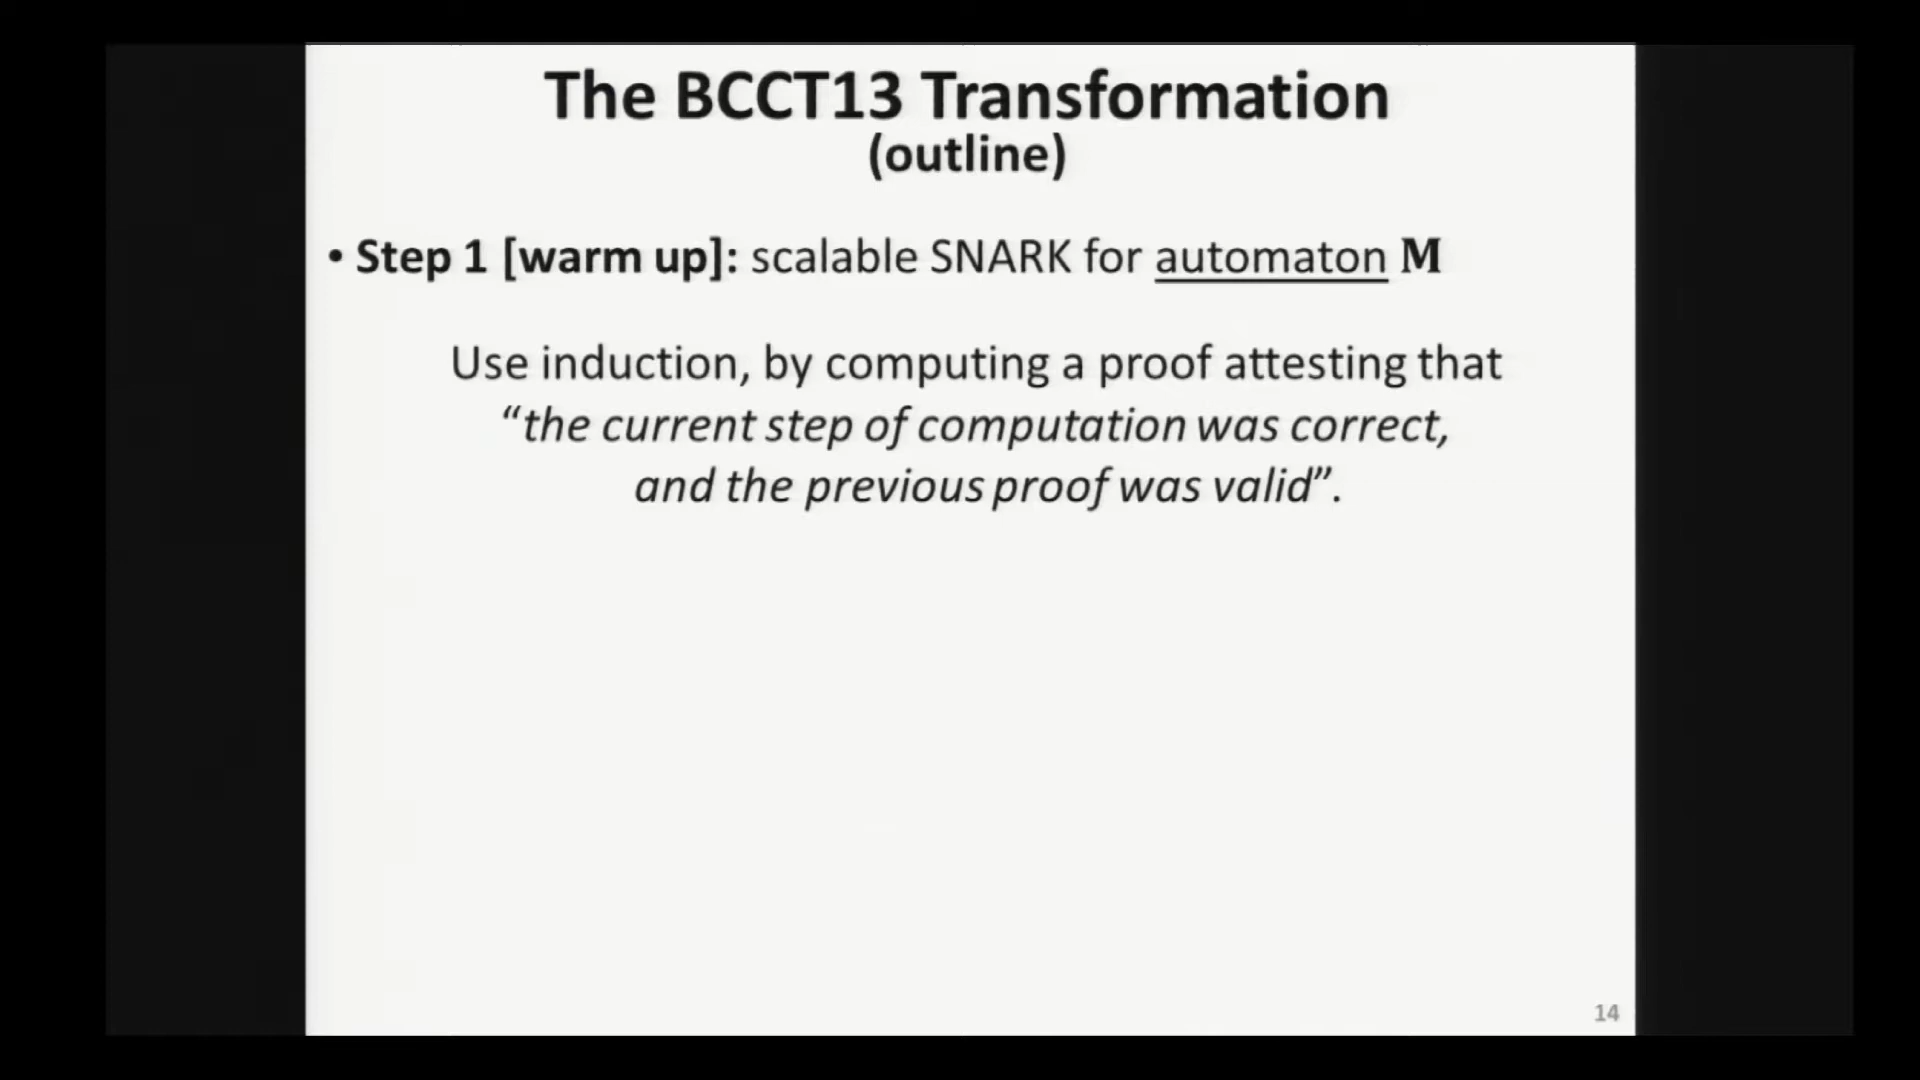 The BCCT13 Transformation
(outline)
• Step 1 [warm up]: scalable SNARK for automaton M
Use induction, by computing a proof attesting that
“the current step of computation was correct,
and the previous proof was valid”.
14